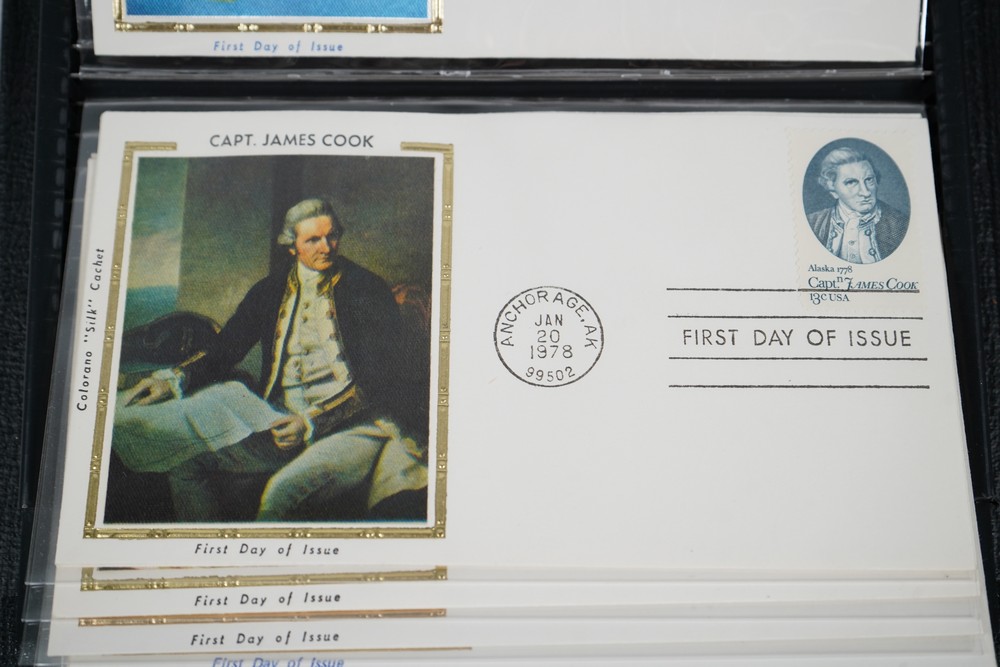 First Day of Issue
CAPT. JAMES COOK
Colorano "Silk" Cachet
First Day of Issue
Alaska 1778
Capt.ⁿ JAMES COOK
13c USA
ANCHORAGE, AK
JAN
20
1978
99502
FIRST DAY OF ISSUE
First Day of Issue
First Day of Issue
First Day of Issue